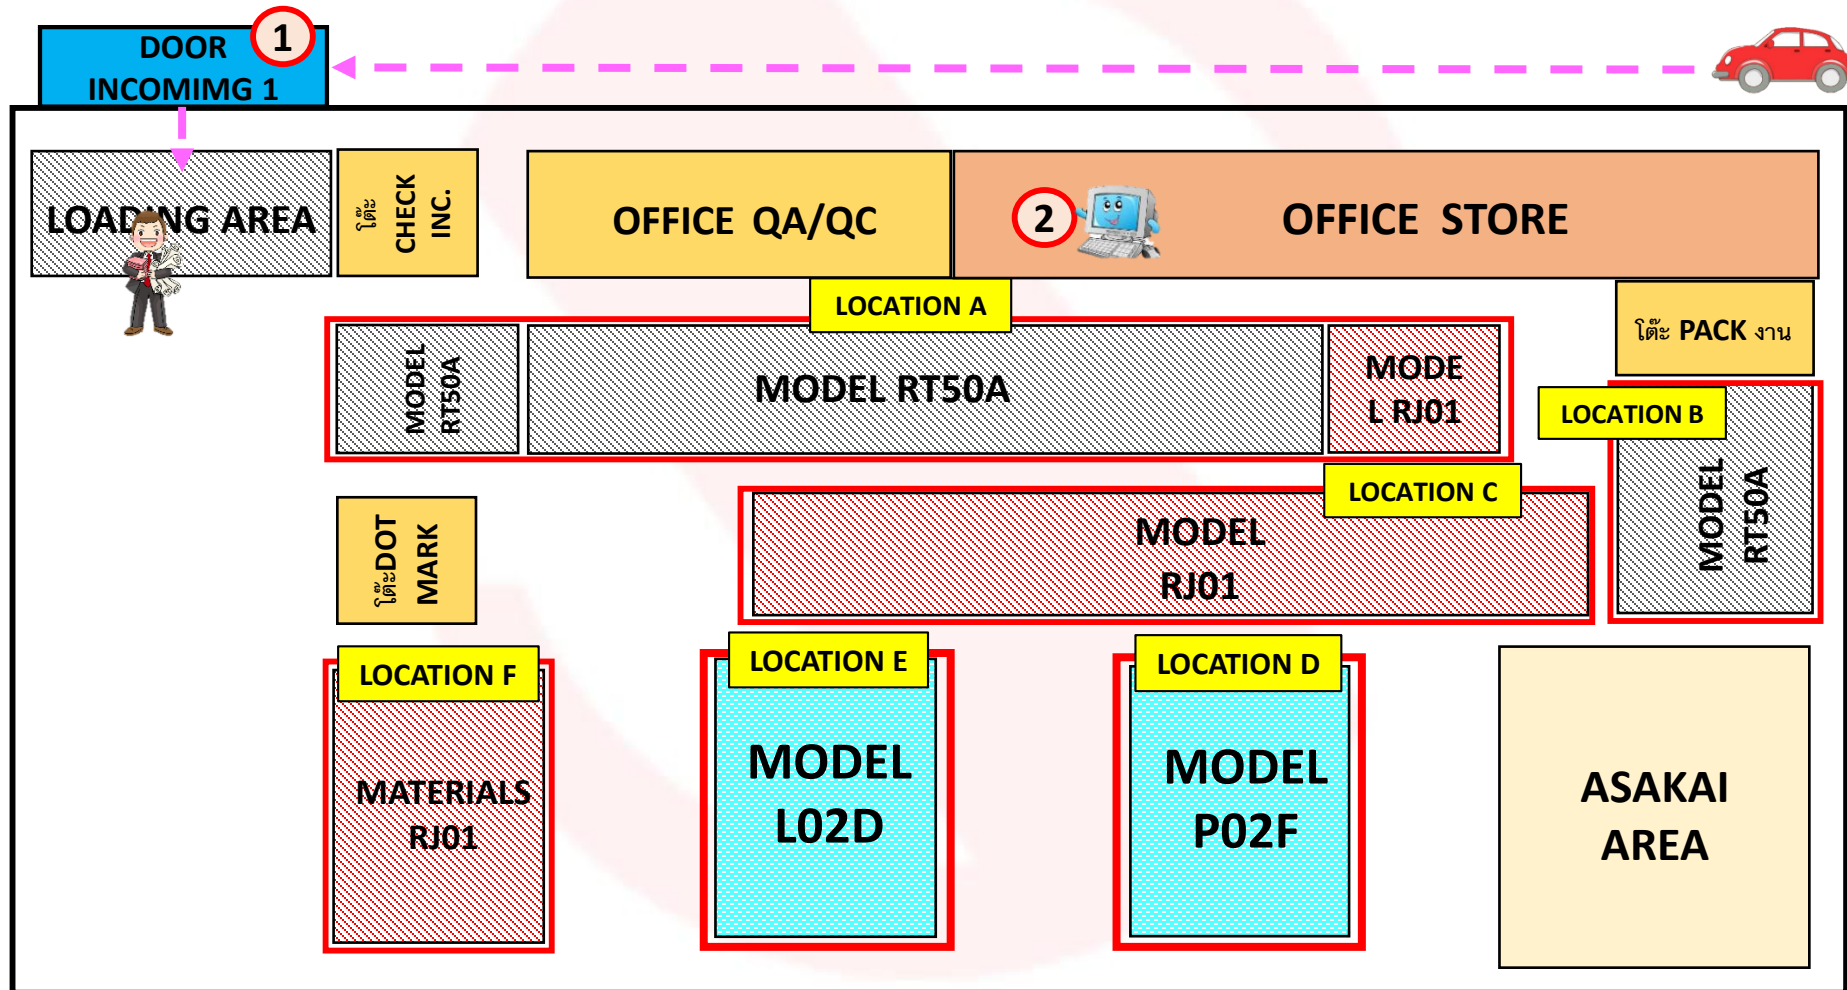 DOOR
INCOMIMG 1
1
LOADING AREA
โต๊ะ
CHECK
INC.
OFFICE QA/QC
2
OFFICE STORE
LOCATION A
โต๊ะ PACK งาน
MODEL
RT50A
MODEL RT50A
MODE
L RJ01
LOCATION B
MODEL
RT50A
LOCATION C
MODEL
RJ01
โต๊ะDOT
MARK
LOCATION F
MATERIALS
RJ01
LOCATION E
MODEL
L02D
LOCATION D
MODEL
P02F
ASAKAI
AREA